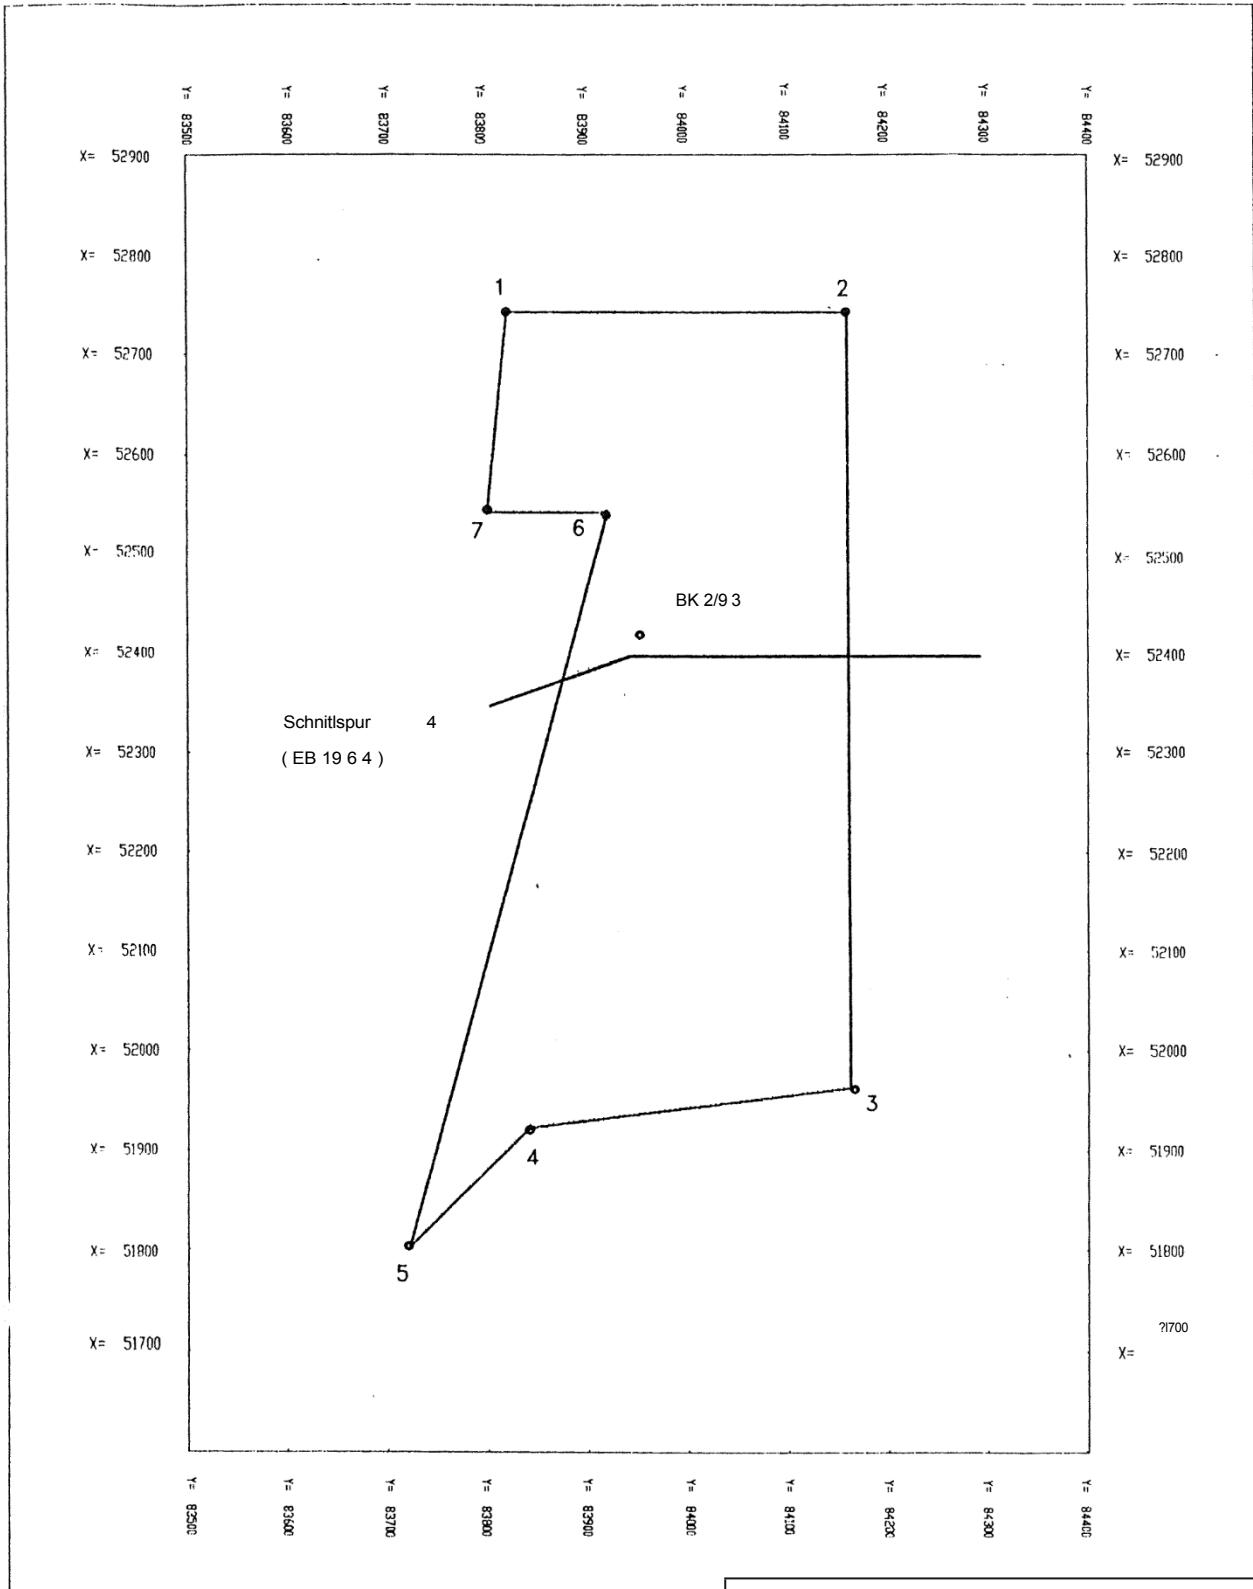 Y= 83500
Y= 83600
Y= 83700
Y= 83800
Y= 83900
Y= 84000
Y= 84100
Y= 84200
Y= 84300
Y= 84400
X= 52900
X= 52900
X= 52800
X= 52800
1
2
X= 52700
X= 52700
X= 52600
X= 52600
7
6
X= 52500
X= 52500
BK 2/9 3
X= 52400
X= 52400
Schnitlspur 4
( EB 19 6 4 )
X= 52300
X= 52300
X= 52200
X= 52200
X= 52100
X= 52100
X= 52000
X= 52000
3
X= 51900
X= 51900
4
X= 51800
X= 51800
5
X= 51700
?l700
X=
Y= 83500
Y= 83600
Y= 83700
Y= 83800
Y= 83900
Y= 84000
Y= 84100
Y= 84200
Y= 84300
Y= 84400